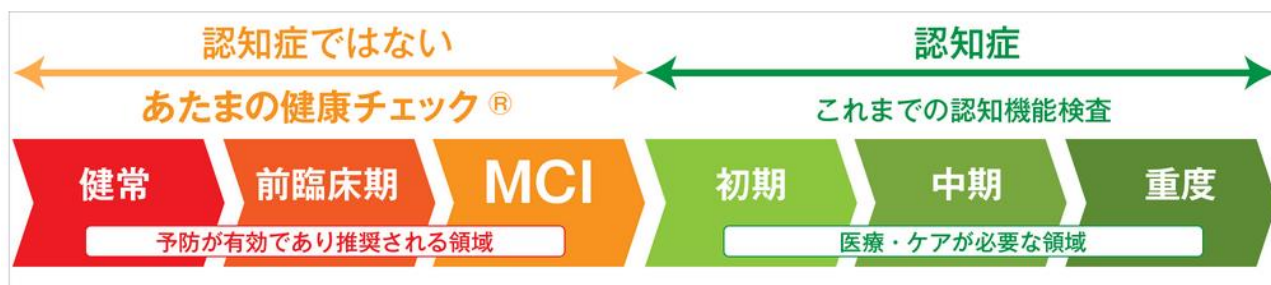 認知症ではない
認知症
あたまの健康チェック®
これまでの認知機能検査
健常
前臨床期
MCI
初期
中期
重度
予防が有効であり推奨される領域
医療・ケアが必要な領域